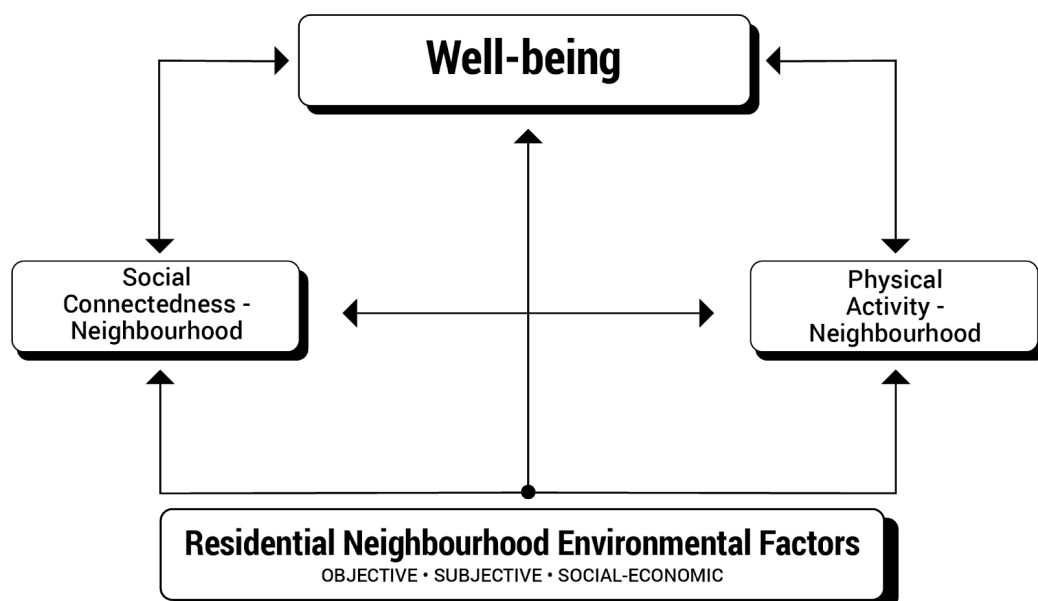 Well-being
Social
Connectedness -
Neighbourhood
Physical
Activity -
Neighbourhood
Residential Neighbourhood Environmental Factors
OBJECTIVE • SUBJECTIVE • SOCIAL-ECONOMIC